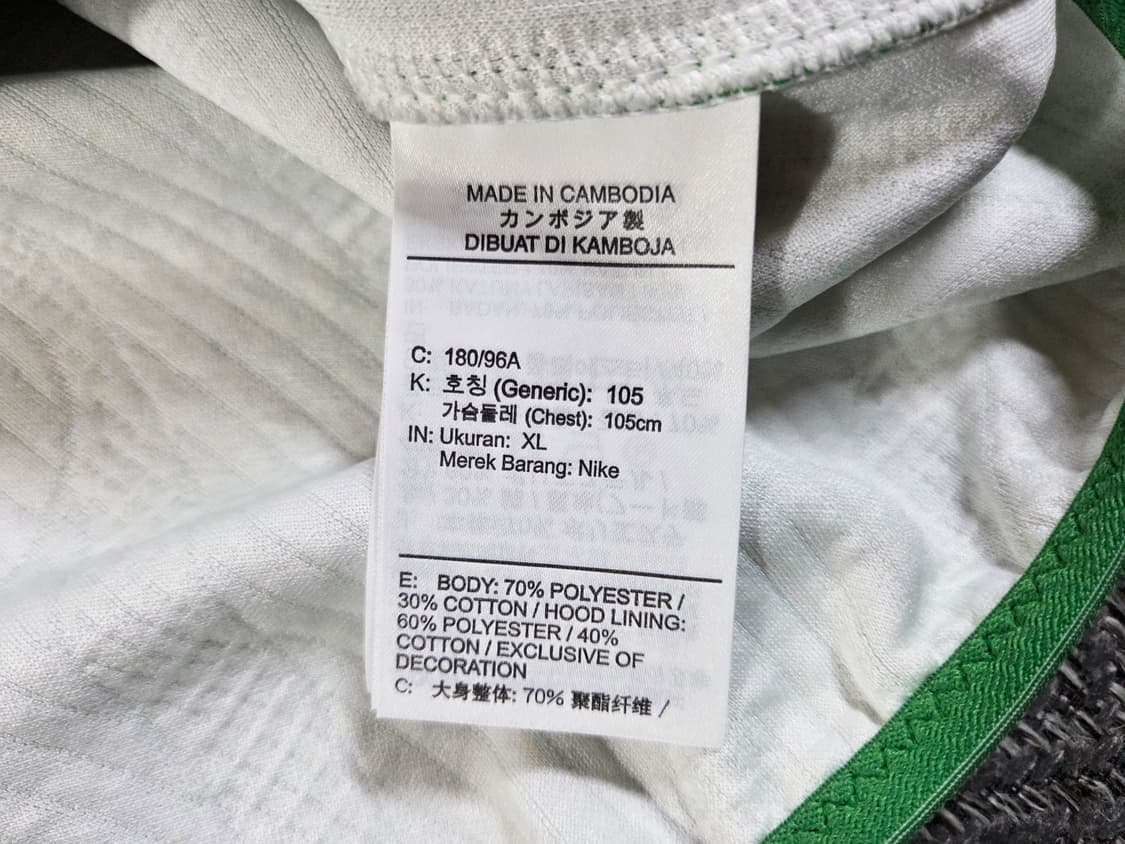 MADE IN CAMBODIA
カンボジア製
DIBUAT DI KAMBOJA
C: 180/96A
K: 호칭 (Generic): 105
가슴둘레 (Chest): 105cm
IN: Ukuran: XL
Merek Barang: Nike
E: BODY: 70% POLYESTER /
30% COTTON / HOOD LINING:
60% POLYESTER / 40%
COTTON / EXCLUSIVE OF
DECORATION
C: 大身整体: 70% 聚酯纤维 /